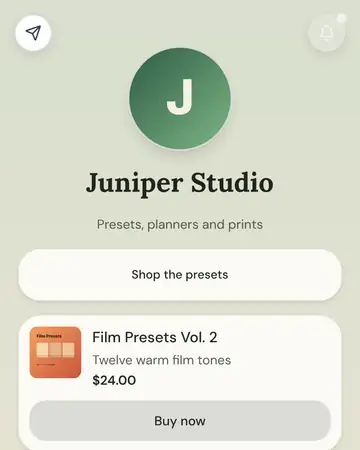 J
Juniper Studio
Presets, planners and prints
Shop the presets
Film Presets
Film Presets Vol. 2
Twelve warm film tones
$24.00
Buy now